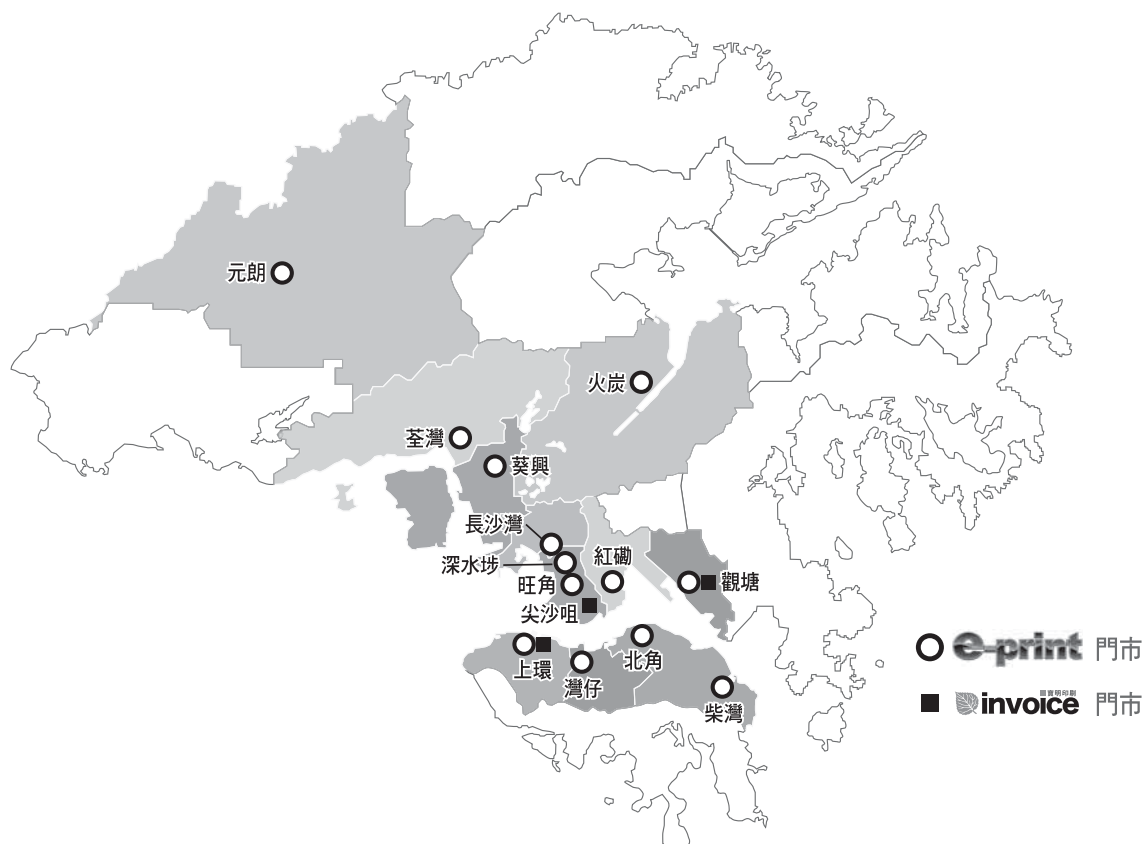 元朗
火炭
荃灣
葵興
長沙灣
深水埗
紅磡
旺角
觀塘
尖沙咀
上環
北角
灣仔
柴灣
e-print 門市
invoice 門市